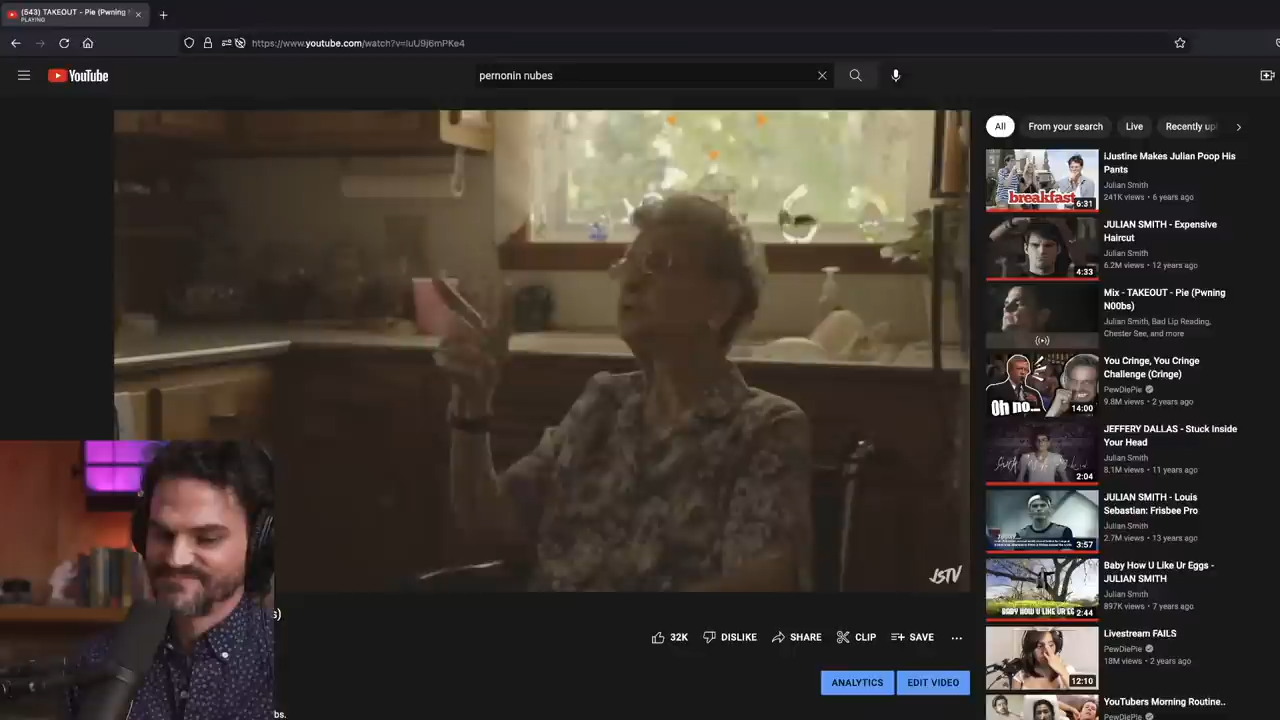 (543) TAKEOUT - Pie (Pwning
PLAYING
https://www.youtube.com/watch?v=IuU9j6mPKe4
YouTube
pernonin nubes
JSTV
s)
32K
DISLIKE
SHARE
CLIP
SAVE
ANALYTICS
EDIT VIDEO
bs.
All
From your search
Live
Recently up
breakfast
6:31
iJustine Makes Julian Poop His
Pants
Julian Smith
241K views • 6 years ago
4:33
JULIAN SMITH - Expensive
Haircut
Julian Smith
6.2M views • 12 years ago
Mix - TAKEOUT - Pie (Pwning
N00bs)
Julian Smith, Bad Lip Reading,
Chester See, and more
Oh no...
14:00
You Cringe, You Cringe
Challenge (Cringe)
PewDiePie
9.8M views • 2 years ago
2:04
JEFFERY DALLAS - Stuck Inside
Your Head
Julian Smith
8.1M views • 11 years ago
3:57
JULIAN SMITH - Louis
Sebastian: Frisbee Pro
Julian Smith
2.7M views • 13 years ago
BABY HOW U LIKE UR EG
2:44
Baby How U Like Ur Eggs -
JULIAN SMITH
Julian Smith
897K views • 7 years ago
12:10
Livestream FAILS
PewDiePie
18M views • 2 years ago
YouTubers Morning Routine..
PewDiePie